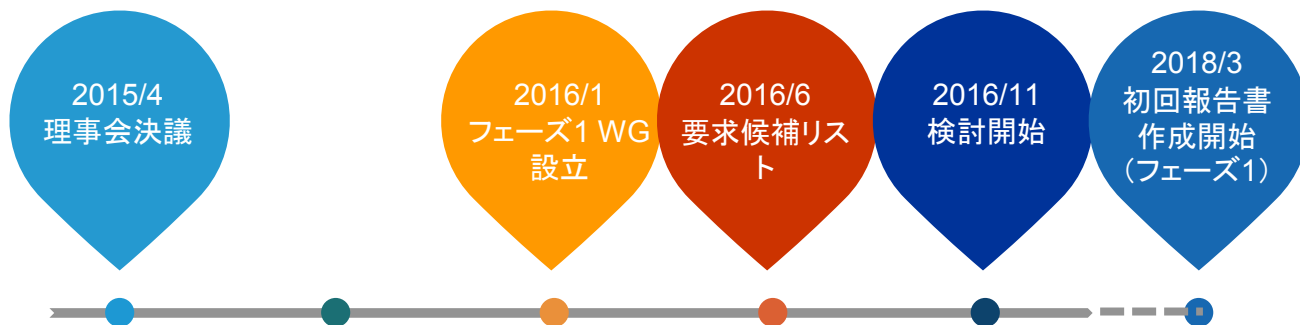 2015/4
理事会決議
2016/1
フェーズ1 WG
設立
2016/6
要求候補リス
ト
2016/11
検討開始
2018/3
初回報告書
作成開始
（フェーズ1）